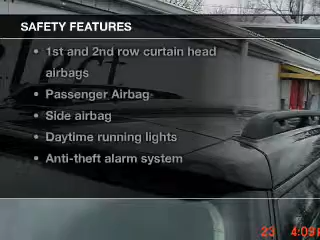 SAFETY FEATURES
• 1st and 2nd row curtain head
airbags
• Passenger Airbag
• Side airbag
• Daytime running lights
• Anti-theft alarm system
23 4:09